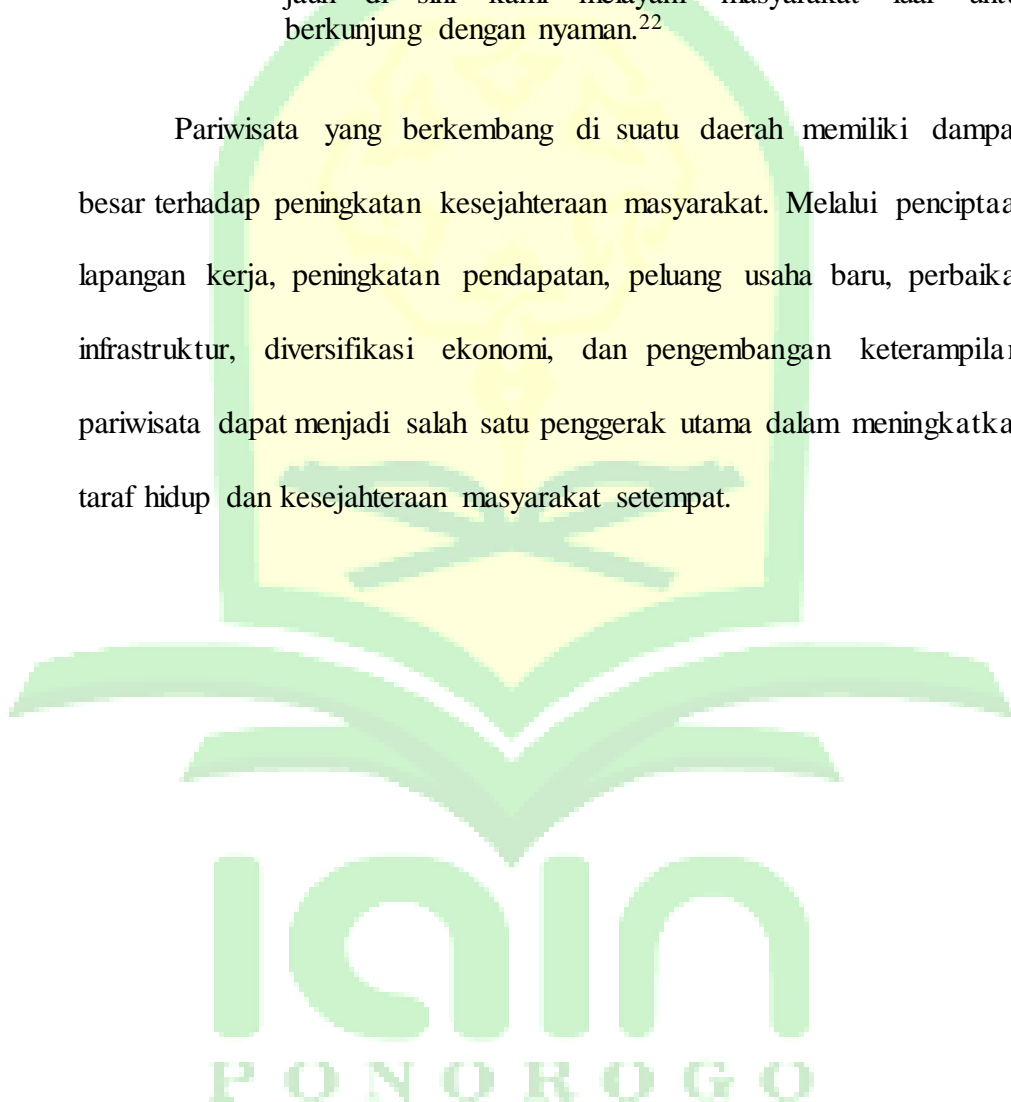 berkunjung dengan nyaman.22
Pariwisata yang berkembang di suatu daerah memiliki dampa
besar terhadap peningkatan kesejahteraan masyarakat. Melalui penciptaa
lapangan kerja, peningkatan pendapatan, peluang usaha baru, perbaika
infrastruktur, diversifikasi ekonomi, dan pengembangan keterampilan
pariwisata dapat menjadi salah satu penggerak utama dalam meningkatka
taraf hidup dan kesejahteraan masyarakat setempat.
iain
PONOROGO